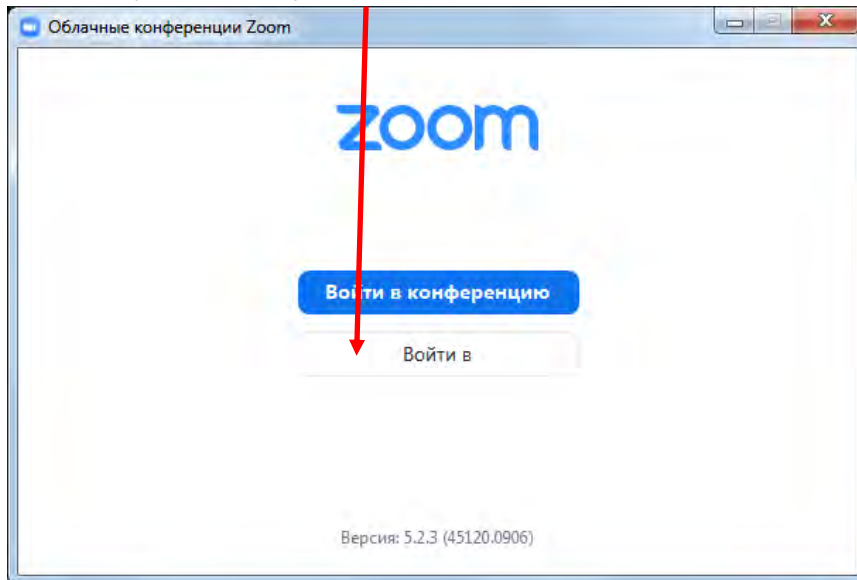 Облачные конференции Zoom
zoom
Войти в конференцию
Войти в
Версия: 5.2.3 (45120.0906)